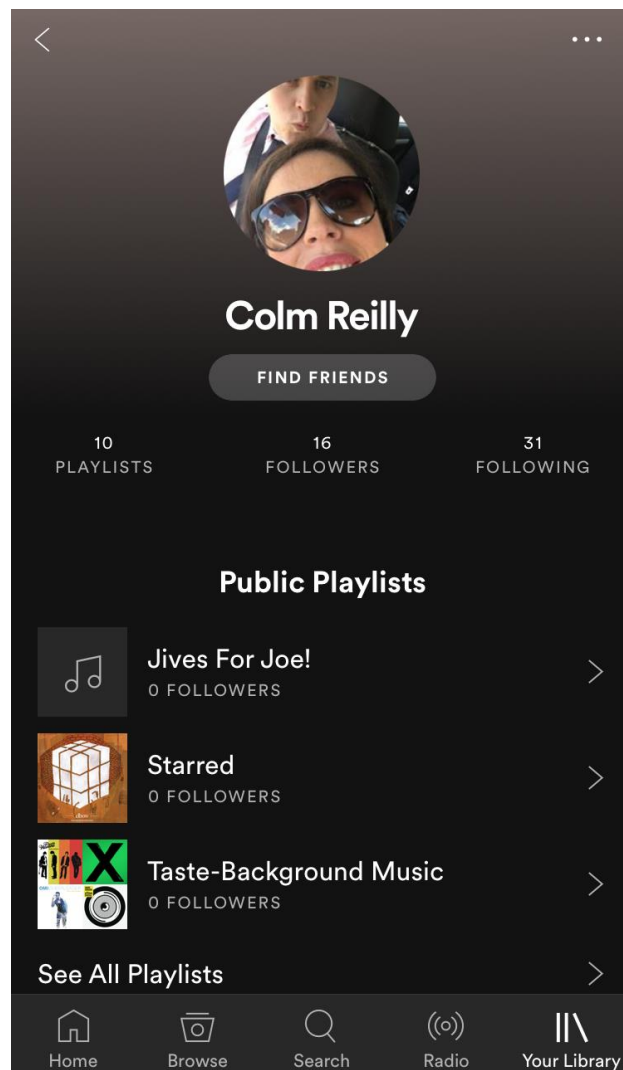 Colm Reilly
FIND FRIENDS
10 16 31
PLAYLISTS FOLLOWERS FOLLOWING
Public Playlists
Jives For Joe!
0 FOLLOWERS
Starred
0 FOLLOWERS
X
Taste-Background Music
0 FOLLOWERS
See All Playlists
Home Browse Search Radio Your Library